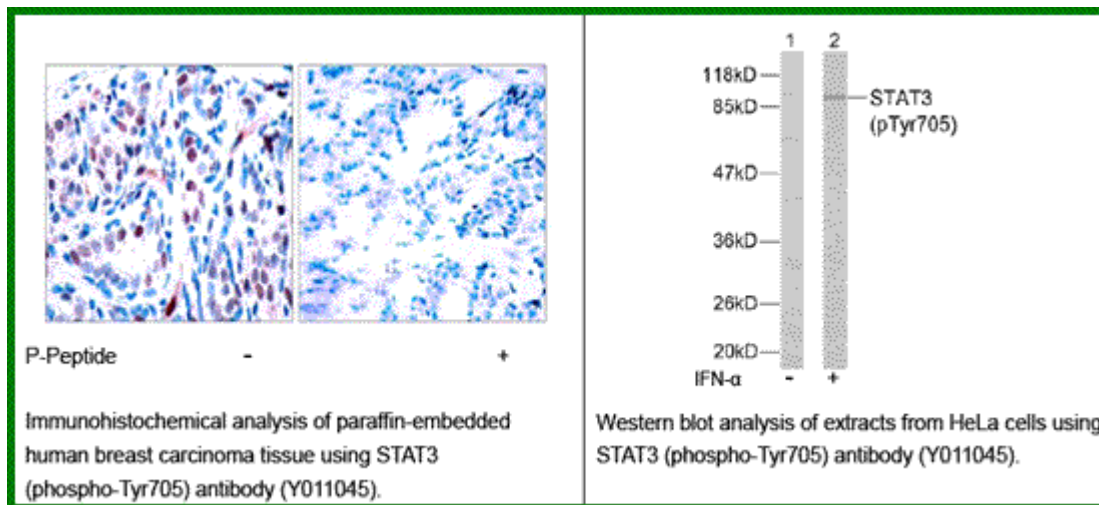 P-Peptide - +
Immunohistochemical analysis of paraffin-embedded
human breast carcinoma tissue using STAT3
(phospho-Tyr705) antibody (Y011045).
1 2
118kD
85kD
STAT3
(pTyr705)
47kD
36kD
26kD
20kD
IFN-α - +
Western blot analysis of extracts from HeLa cells using
STAT3 (phospho-Tyr705) antibody (Y011045).